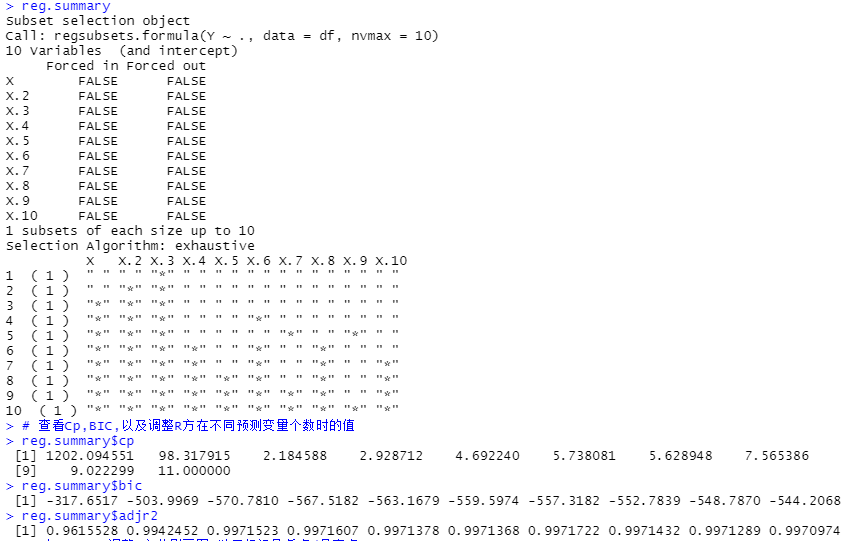 > reg.summary
Subset selection object
Call: regsubsets.formula(Y ~ ., data = df, nvmax = 10)
10 Variables  (and intercept)
     Forced in Forced out
X        FALSE      FALSE
X.2      FALSE      FALSE
X.3      FALSE      FALSE
X.4      FALSE      FALSE
X.5      FALSE      FALSE
X.6      FALSE      FALSE
X.7      FALSE      FALSE
X.8      FALSE      FALSE
X.9      FALSE      FALSE
X.10     FALSE      FALSE
1 subsets of each size up to 10
Selection Algorithm: exhaustive
          X   X.2 X.3 X.4 X.5 X.6 X.7 X.8 X.9 X.10
1  ( 1 )  " " " " "*" " " " " " " " " " " " " " "
2  ( 1 )  " " "*" "*" " " " " " " " " " " " " " "
3  ( 1 )  "*" "*" "*" " " " " " " " " " " " " " "
4  ( 1 )  "*" "*" "*" " " " " "*" " " " " " " " "
5  ( 1 )  "*" "*" "*" " " " " " " "*" " " "*" " "
6  ( 1 )  "*" "*" "*" "*" " " "*" " " "*" " " " "
7  ( 1 )  "*" "*" "*" "*" " " "*" " " "*" " " "*"
8  ( 1 )  "*" "*" "*" "*" "*" "*" " " "*" " " "*"
9  ( 1 )  "*" "*" "*" "*" "*" "*" "*" "*" " " "*"
10  ( 1 ) "*" "*" "*" "*" "*" "*" "*" "*" "*" "*"
> # 查看Cp,BIC,以及调整R方在不同预测变量个数时的值
> reg.summary$cp
 [1] 1202.094551   98.317915    2.184588    2.928712    4.692240    5.738081    5.628948    7.565386
 [9]    9.022299   11.000000
> reg.summary$bic
 [1] -317.6517 -503.9969 -570.7810 -567.5182 -563.1679 -559.5974 -557.3182 -552.7839 -548.7870 -544.2068
> reg.summary$adjr2
 [1] 0.9615528 0.9942452 0.9971523 0.9971607 0.9971378 0.9971368 0.9971722 0.9971432 0.9971289 0.9970974